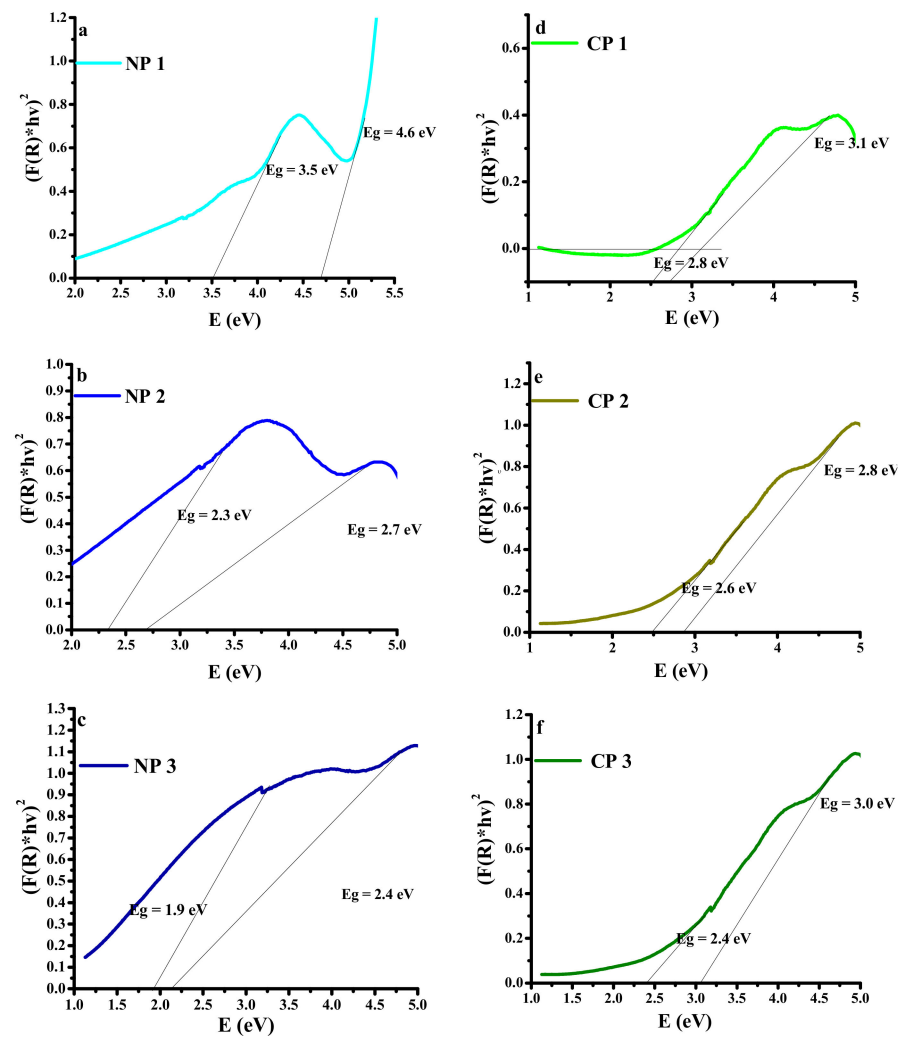 a
NP 1
(F(R)*hν)²
1.2
1.0
0.8
0.6
0.4
0.2
0.0
Eg = 4.6 eV
Eg = 3.5 eV
2.0 2.5 3.0 3.5 4.0 4.5 5.0 5.5
E (eV)
d
CP 1
(F(R)*hν)²
0.6
0.4
0.2
0.0
Eg = 3.1 eV
Eg = 2.8 eV
1 2 3 4 5
E (eV)
b
NP 2
(F(R)*hν)²
1.0
0.9
0.8
0.7
0.6
0.5
0.4
0.3
0.2
0.1
0.0
Eg = 2.3 eV
Eg = 2.7 eV
2.0 2.5 3.0 3.5 4.0 4.5 5.0
E (eV)
e
CP 2
(F(R)*hν)²
1.2
1.0
0.8
0.6
0.4
0.2
0.0
Eg = 2.8 eV
Eg = 2.6 eV
1 2 3 4 5
E (eV)
c
NP 3
(F(R)*hν)²
1.3
1.2
1.1
1.0
0.9
0.8
0.7
0.6
0.5
0.4
0.3
0.2
0.1
0.0
Eg = 2.4 eV
Eg = 1.9 eV
1.0 1.5 2.0 2.5 3.0 3.5 4.0 4.5 5.0
E (eV)
f
CP 3
(F(R)*hν)²
1.2
1.0
0.8
0.6
0.4
0.2
0.0
Eg = 3.0 eV
Eg = 2.4 eV
1.0 1.5 2.0 2.5 3.0 3.5 4.0 4.5 5.0
E (eV)